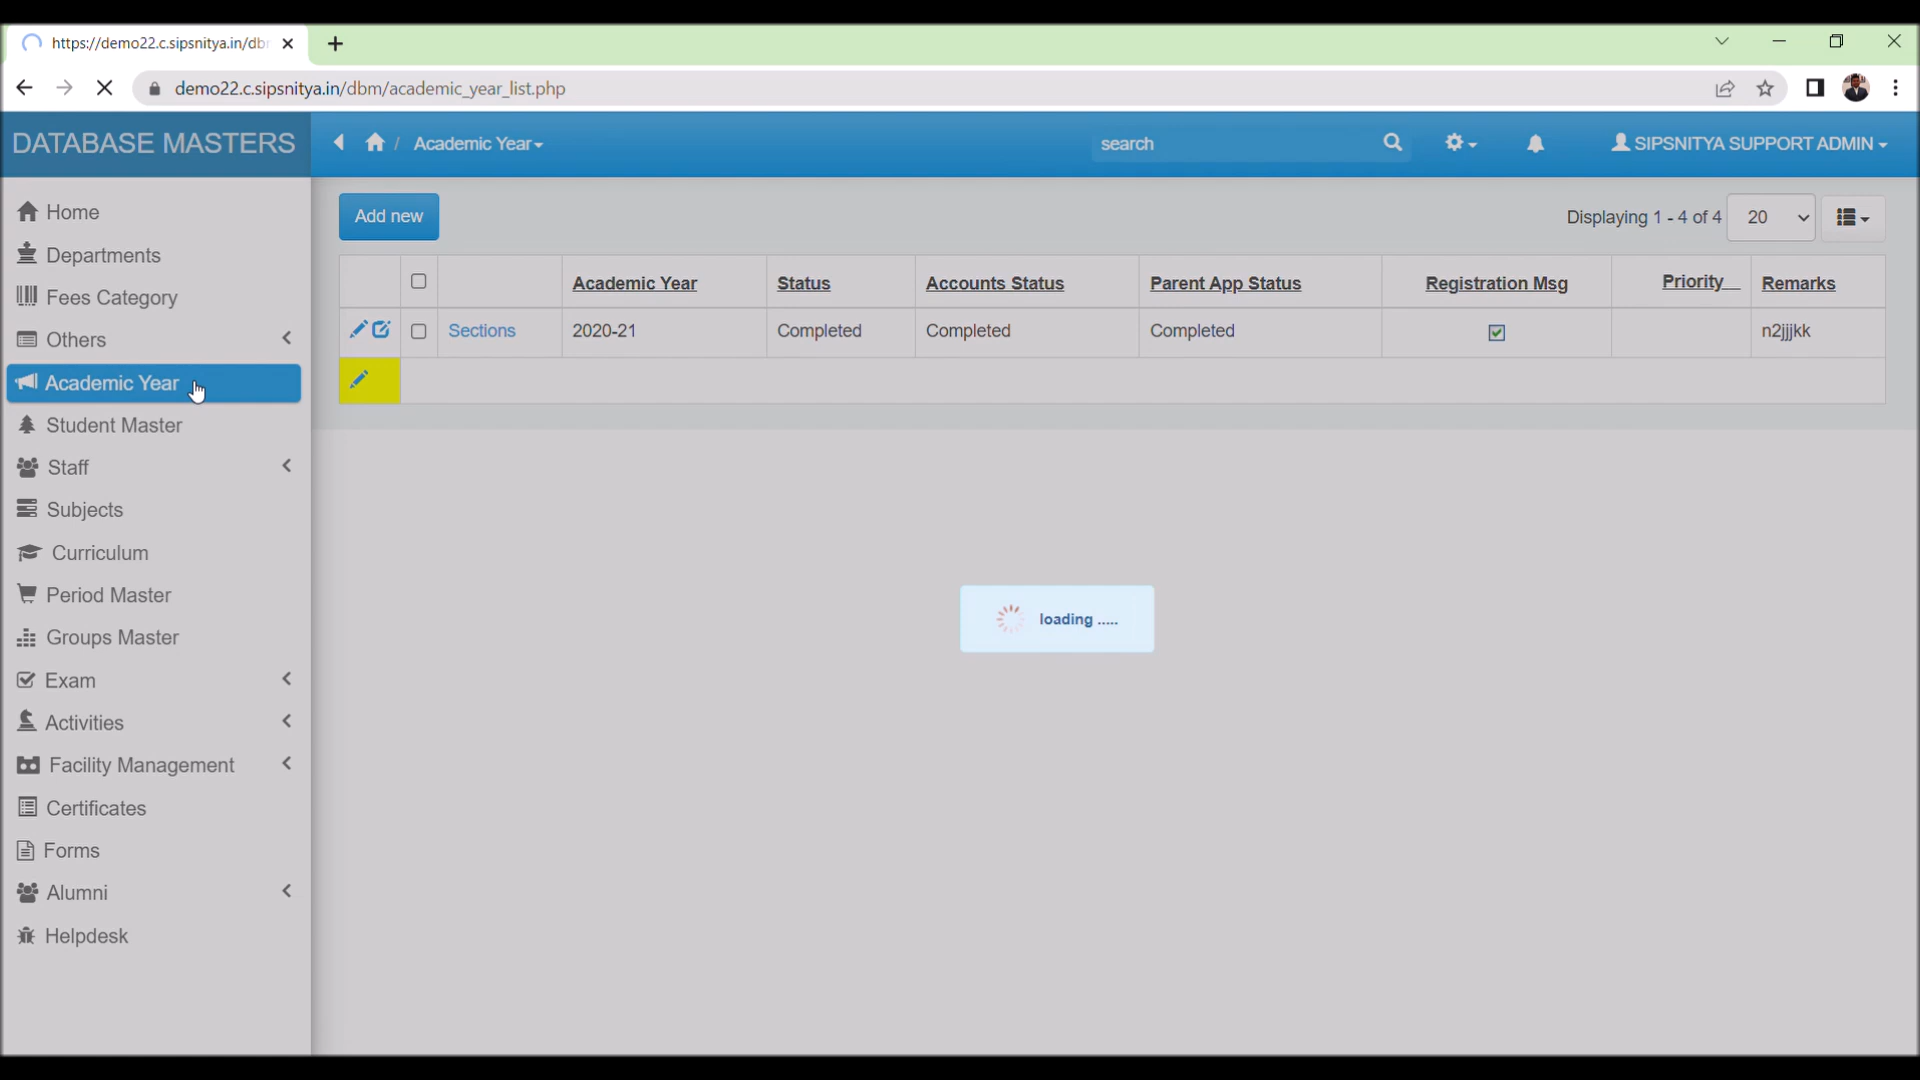 https://demo22.c.sipsnitya.in/dbr
demo22.c.sipsnitya.in/dbm/academic_year_list.php
DATABASE MASTERS
/ Academic Year
search
SIPSNITYA SUPPORT ADMIN
Home
Departments
Fees Category
Others
Academic Year
Student Master
Staff
Subjects
Curriculum
Period Master
Groups Master
Exam
Activities
Facility Management
Certificates
Forms
Alumni
Helpdesk
Add new
Displaying 1 - 4 of 4 20
Academic Year Status Accounts Status Parent App Status Registration Msg Priority Remarks
Sections 2020-21 Completed Completed Completed n2jjjkk
loading .....